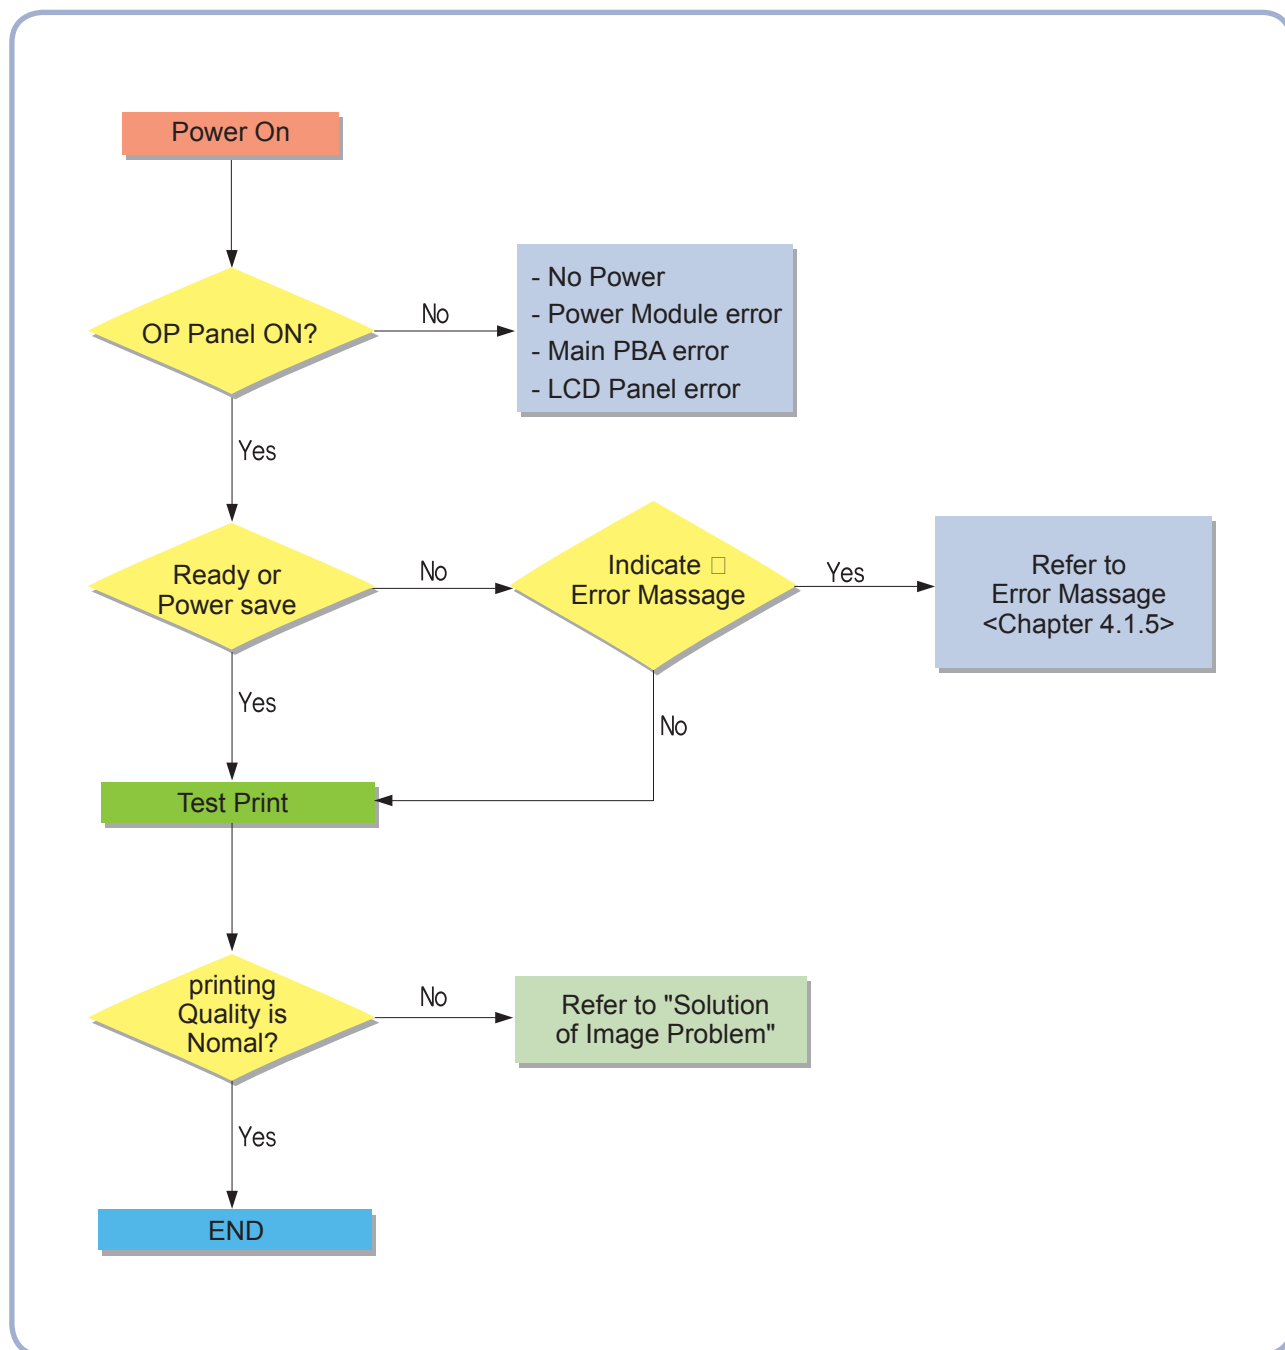 Power On
OP Panel ON?
No
- No Power
- Power Module error
- Main PBA error
- LCD Panel error
Yes
Ready or
Power save
No
Indicate □
Error Massage
Yes
Refer to
Error Massage
<Chapter 4.1.5>
Yes
No
Test Print
printing
Quality is
Nomal?
No
Refer to "Solution
of Image Problem"
Yes
END